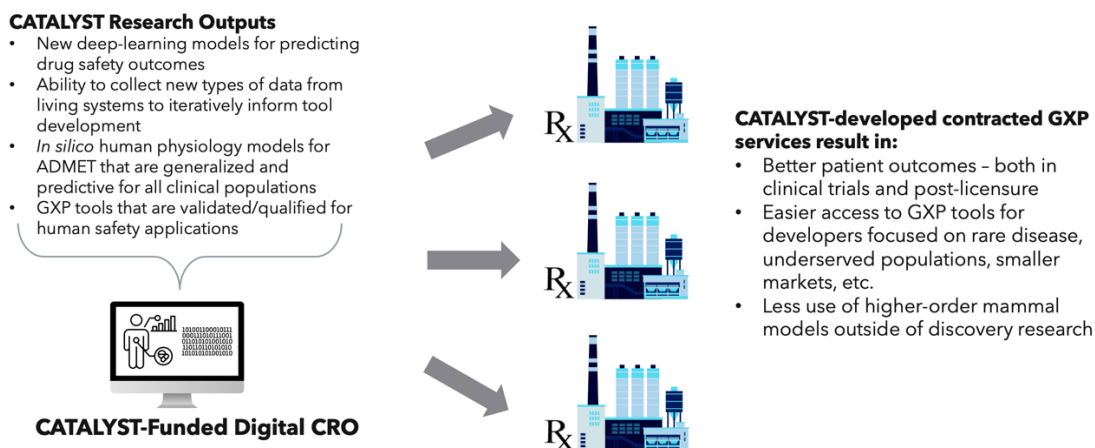 CATALYST Research Outputs
• New deep-learning models for predicting
drug safety outcomes
• Ability to collect new types of data from
living systems to iteratively inform tool
development
• In silico human physiology models for
ADMET that are generalized and
predictive for all clinical populations
• GXP tools that are validated/qualified for
human safety applications
101001100010111
000111010111001
011010101001010
110110110101010
101010101001010
CATALYST-Funded Digital CRO
Rx
Rx
Rx
CATALYST-developed contracted GXP
services result in:
• Better patient outcomes – both in
clinical trials and post-licensure
• Easier access to GXP tools for
developers focused on rare disease,
underserved populations, smaller
markets, etc.
• Less use of higher-order mammal
models outside of discovery research